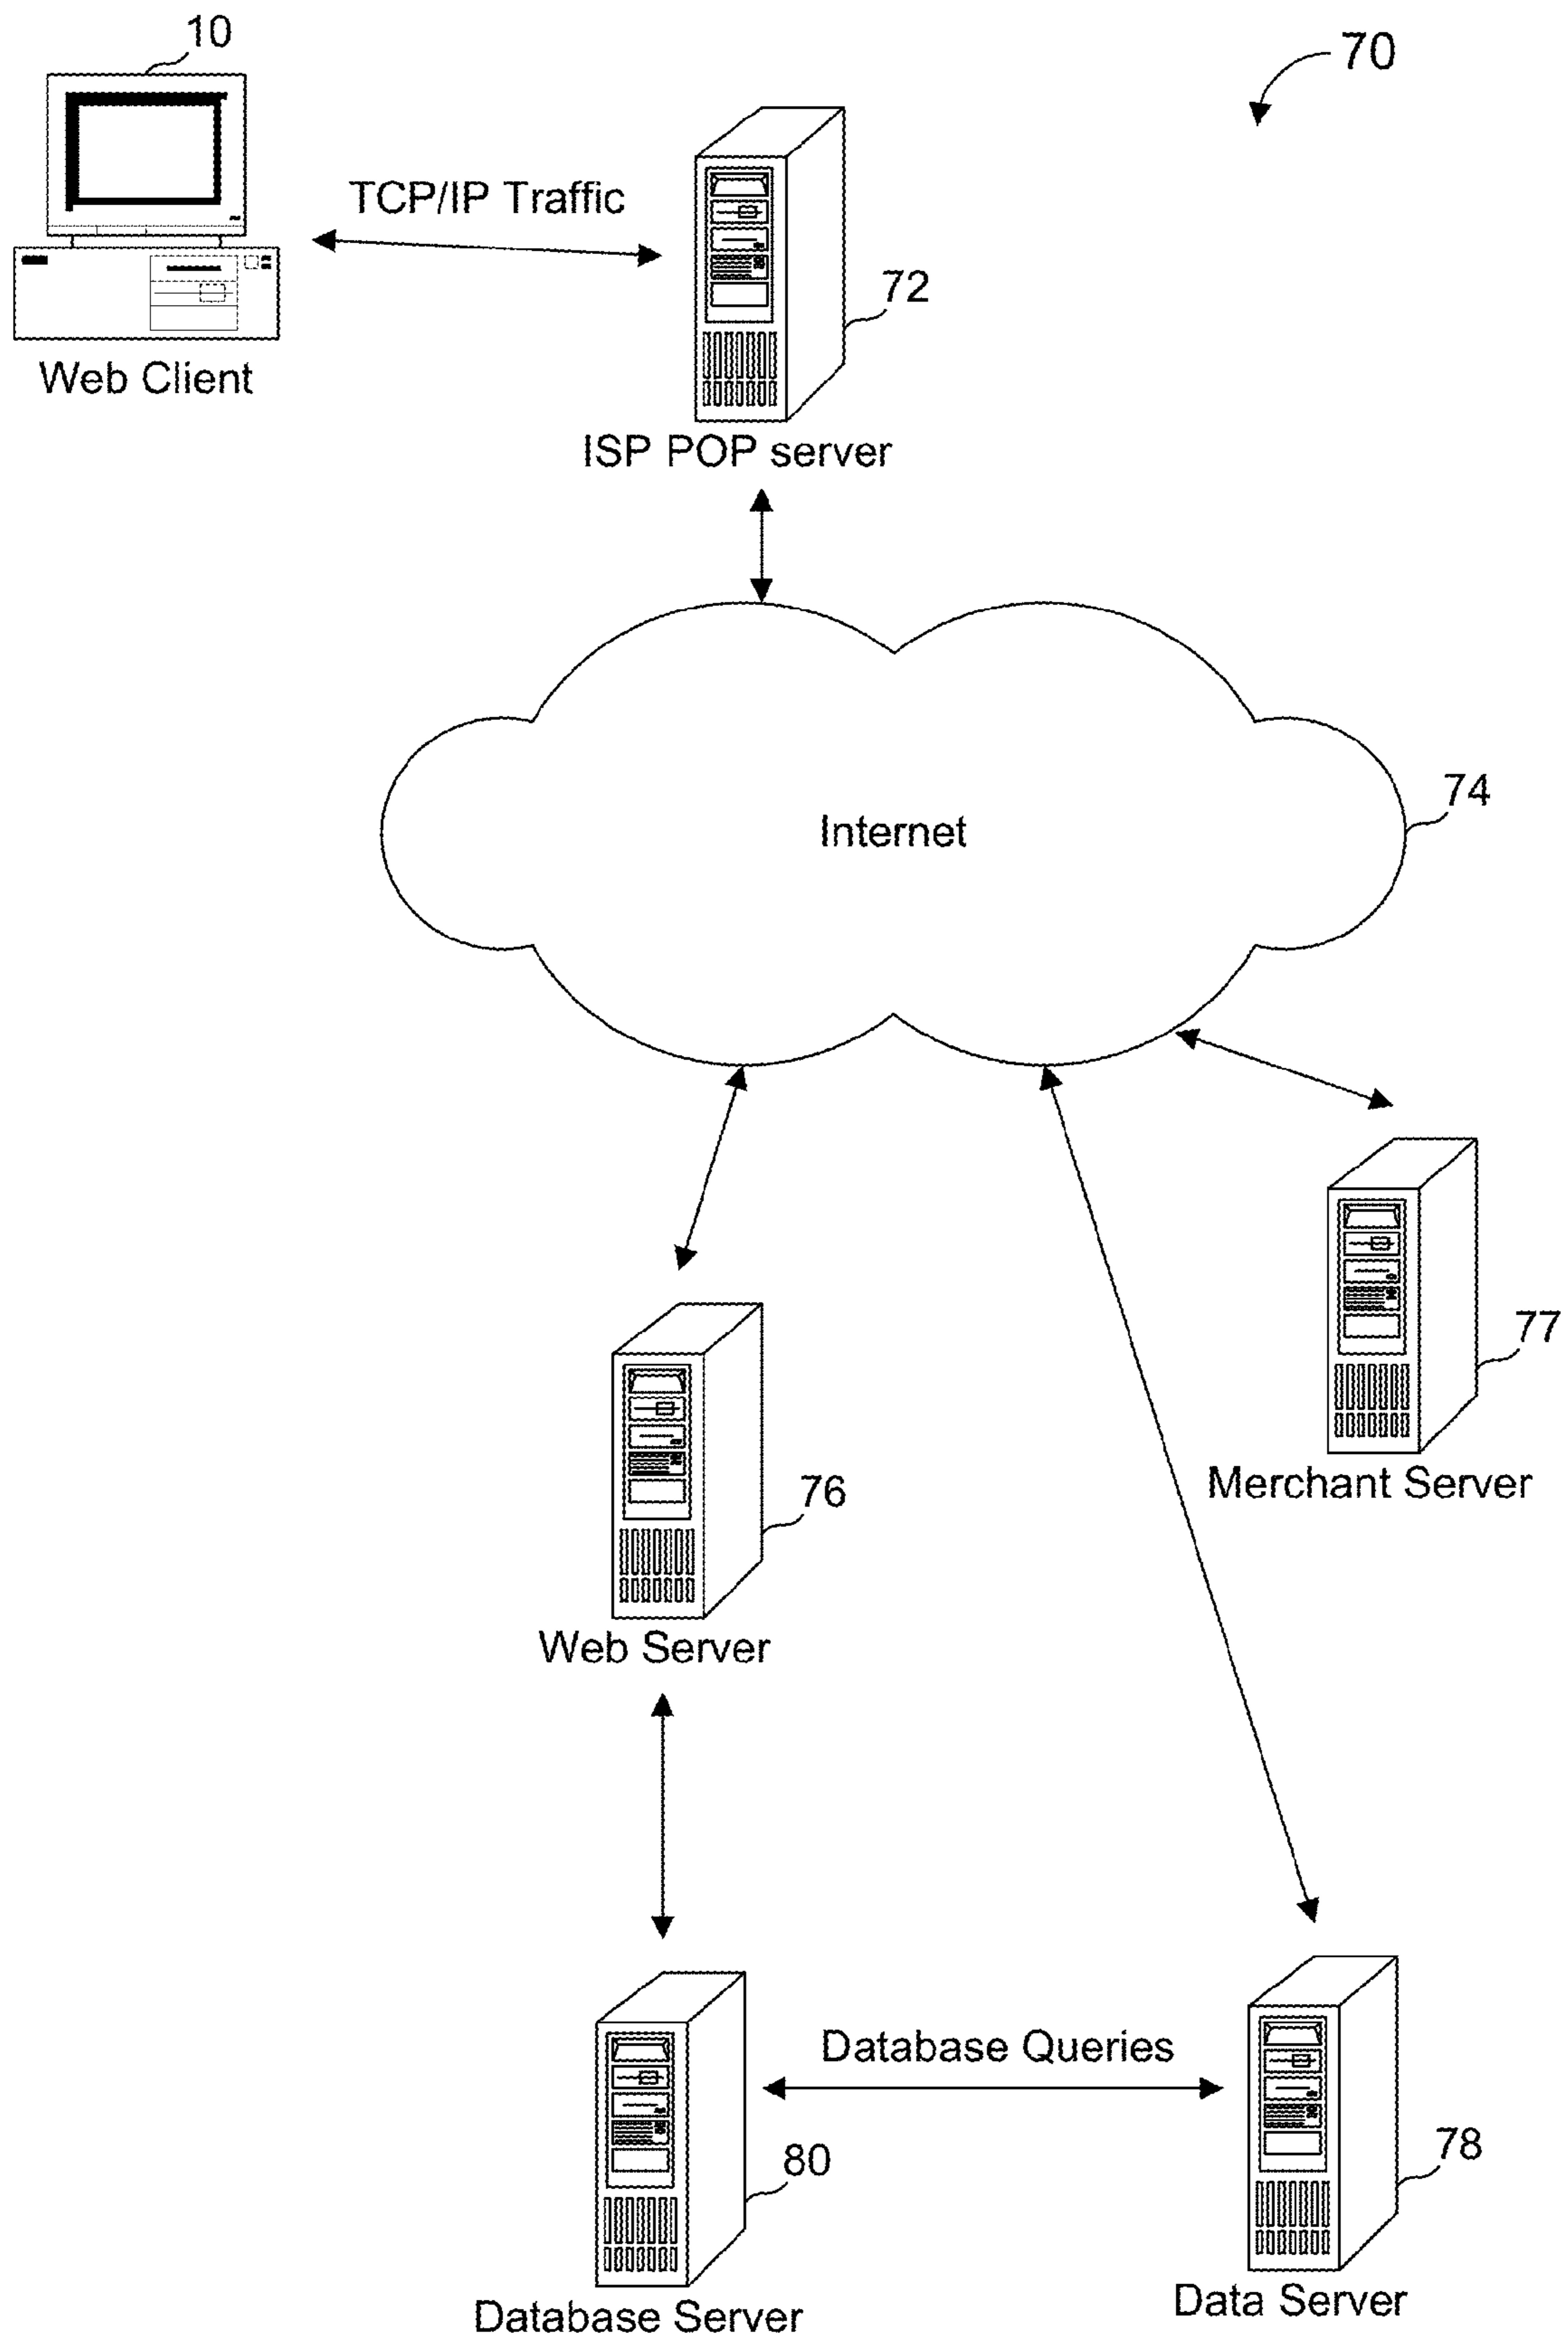 10
70
TCP/IP Traffic
72
Web Client
ISP POP server
74
Internet
77
Merchant Server
76
Web Server
Database Queries
78
80
Data Server
Database Server